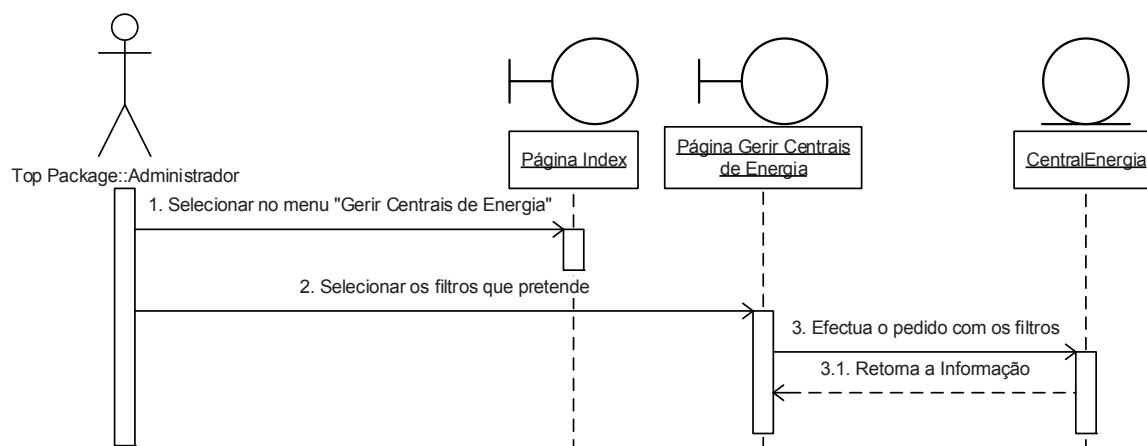 Página Index
Página Gerir Centrais
de Energia
CentralEnergia
Top Package::Administrador
1. Selecionar no menu "Gerir Centrais de Energia"
2. Selecionar os filtros que pretende
3. Efectua o pedido com os filtros
3.1. Retorna a Informação